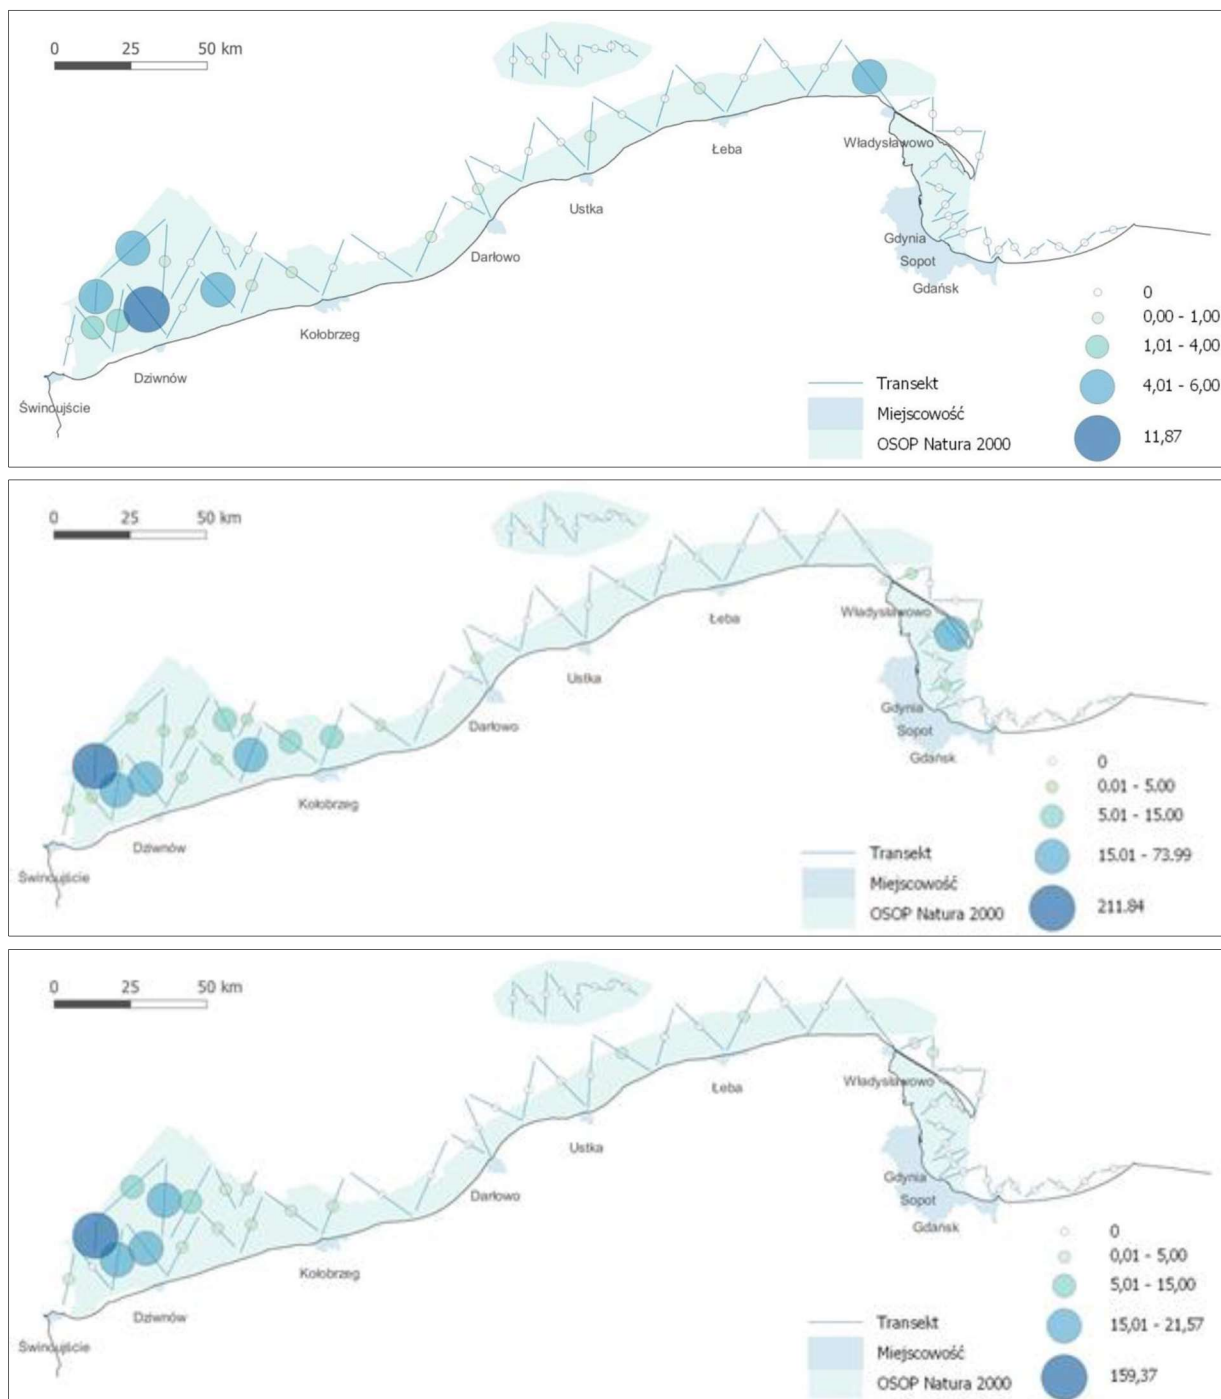 0 25 50 km
Łeba
Władysławowo
Ustka
Gdynia
Darłowo
Sopot
Gdańsk
0
0,00 - 1,00
Kołobrzeg
1,01 - 4,00
Dziwnów
Transekt
4,01 - 6,00
Świnoujście
Miejscowość
OSOP Natura 2000
11,87
0 25 50 km
Władysławowo
Łeba
Ustka
Gdynia
Darłowo
Sopot
Gdańsk
0
0.01 - 5.00
Kołobrzeg
5.01 - 15.00
Dziwnów
Transekt
15.01 - 73.99
Świnoujście
Miejscowość
OSOP Natura 2000
211.84
0 25 50 km
Władysławowo
Łeba
Ustka
Gdynia
Darłowo
Sopot
Gdańsk
0
0,01 - 5,00
Kołobrzeg
5,01 - 15,00
Dziwnów
Transekt
15,01 - 21,57
Świnoujście
Miejscowość
OSOP Natura 2000
159,37